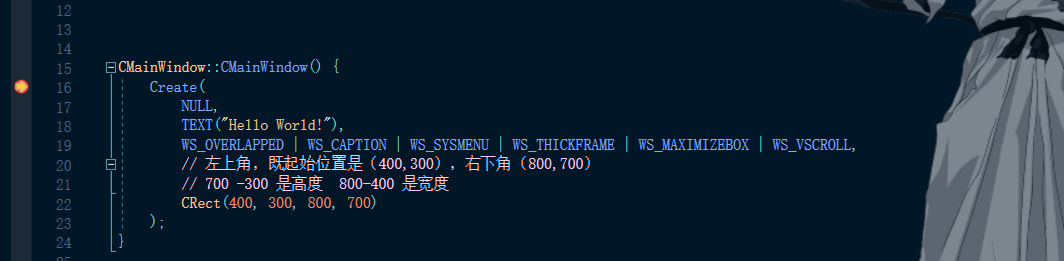 12
13
14
15 CMainWindow::CMainWindow() {
16 Create(
17 NULL,
18 TEXT("Hello World!"),
19 WS_OVERLAPPED | WS_CAPTION | WS_SYSMENU | WS_THICKFRAME | WS_MAXIMIZEBOX | WS_VSCROLL,
20 // 左上角，既起始位置是（400,300），右下角（800,700）
21 // 700 -300 是高度  800-400 是宽度
22 CRect(400, 300, 800, 700)
23 );
24 }